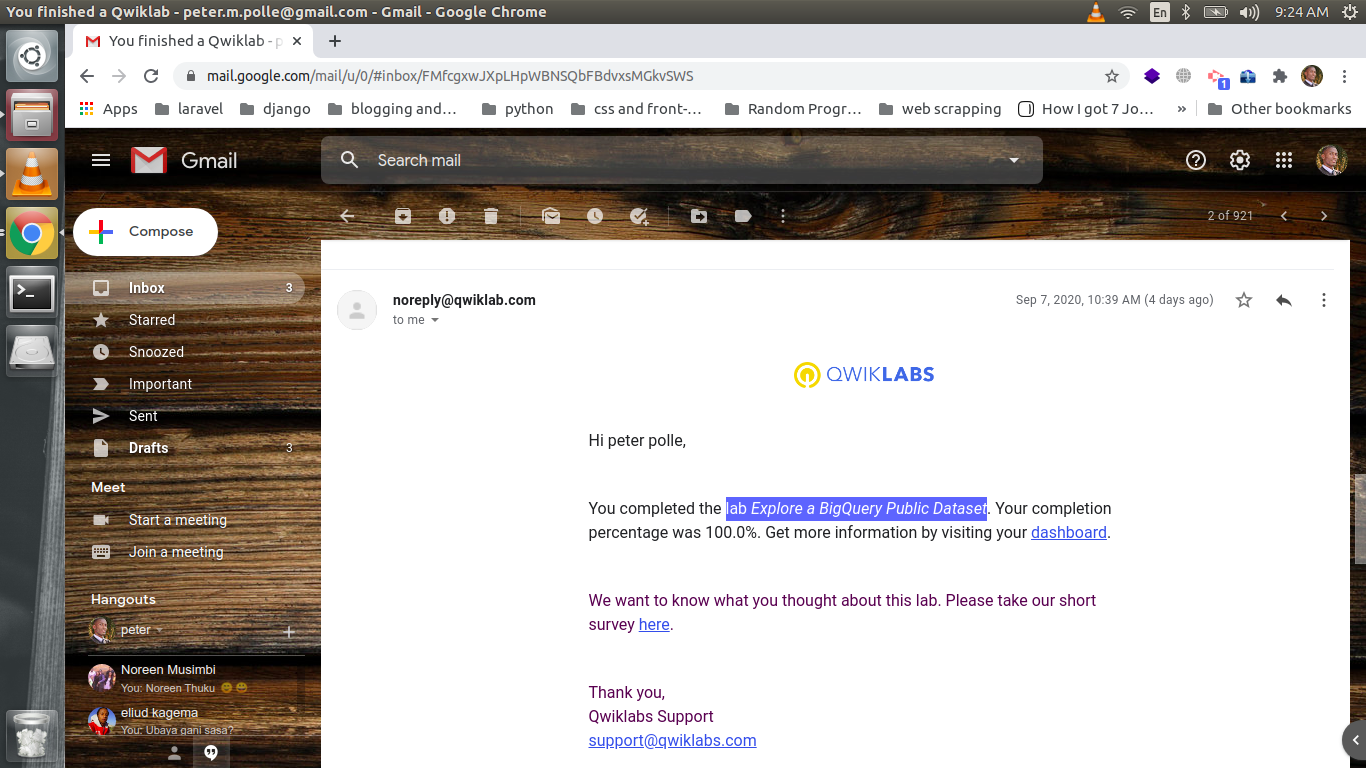 You finished a Qwiklab - peter.m.polle@gmail.com - Gmail - Google Chrome
En
9:24 AM
You finished a Qwiklab - p
mail.google.com/mail/u/0/#inbox/FMfcgxwJXpLHpWBNSQbFBdvxsMGkvSWS
1
Apps
laravel
django
blogging and...
python
css and front-...
Random Progr...
web scrapping
How I got 7 Jo...
»
Other bookmarks
Gmail
Search mail
Compose
2 of 921
Inbox
3
Starred
Snoozed
Important
Sent
Drafts
3
Meet
Start a meeting
Join a meeting
Hangouts
peter
Noreen Musimbi
You: Noreen Thuku
eliud kagema
You: Ubaya gani sasa?
noreply@qwiklab.com
Sep 7, 2020, 10:39 AM (4 days ago)
to me
QWIKLABS
Hi peter polle,
You completed the lab Explore a BigQuery Public Dataset. Your completion
percentage was 100.0%. Get more information by visiting your dashboard.
We want to know what you thought about this lab. Please take our short
survey here.
Thank you,
Qwiklabs Support
support@qwiklabs.com